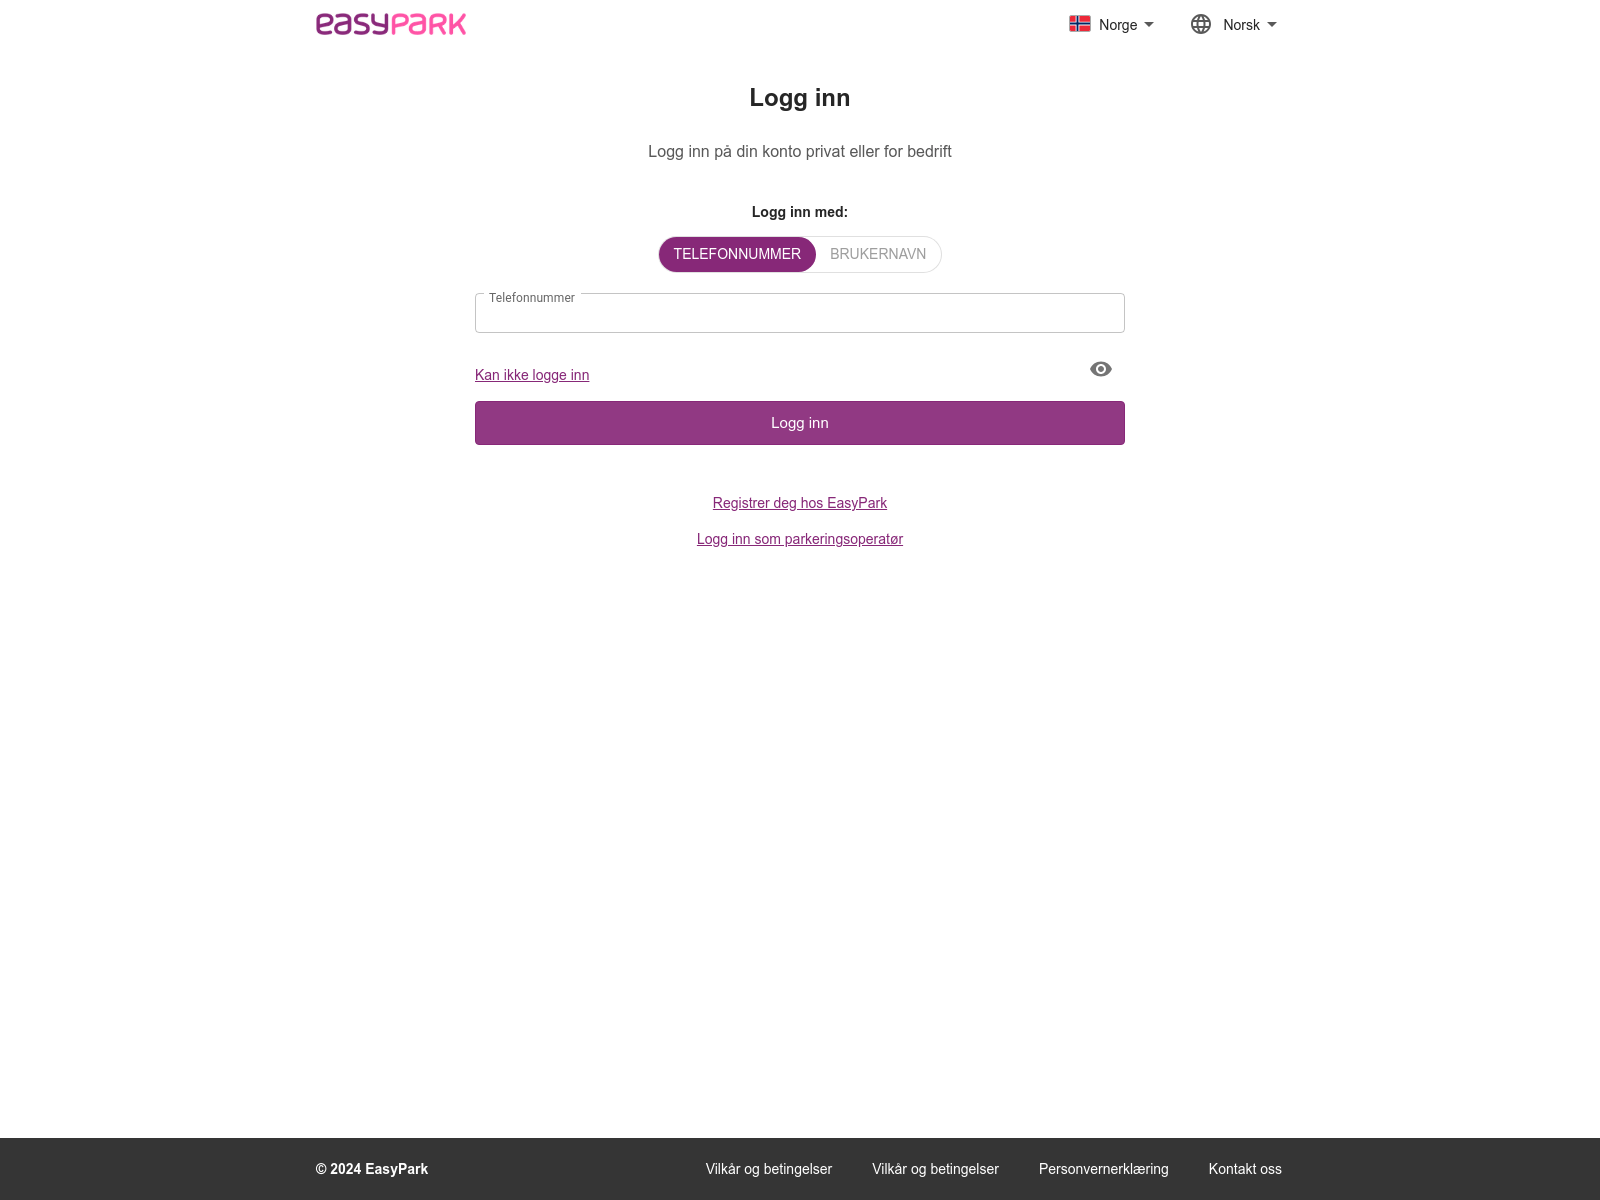 easyPARK
Norge
Norsk
Logg inn
Logg inn på din konto privat eller for bedrift
Logg inn med:
TELEFONNUMMER BRUKERNAVN
Telefonnummer
Kan ikke logge inn
Logg inn
Registrer deg hos EasyPark
Logg inn som parkeringsoperatør
© 2024 EasyPark Vilkår og betingelser Vilkår og betingelser Personvernerklæring Kontakt oss